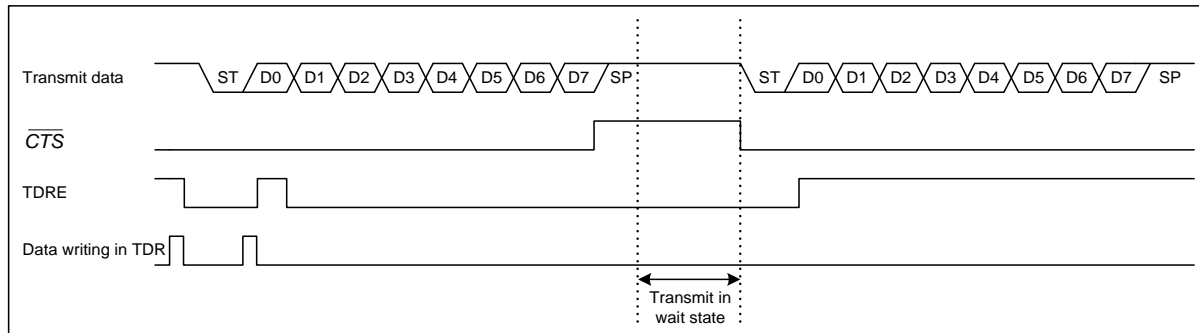 Transmit data ST D0 D1 D2 D3 D4 D5 D6 D7 SP ST D0 D1 D2 D3 D4 D5 D6 D7 SP
CTS
TDRE
Data writing in TDR
Transmit in
wait state